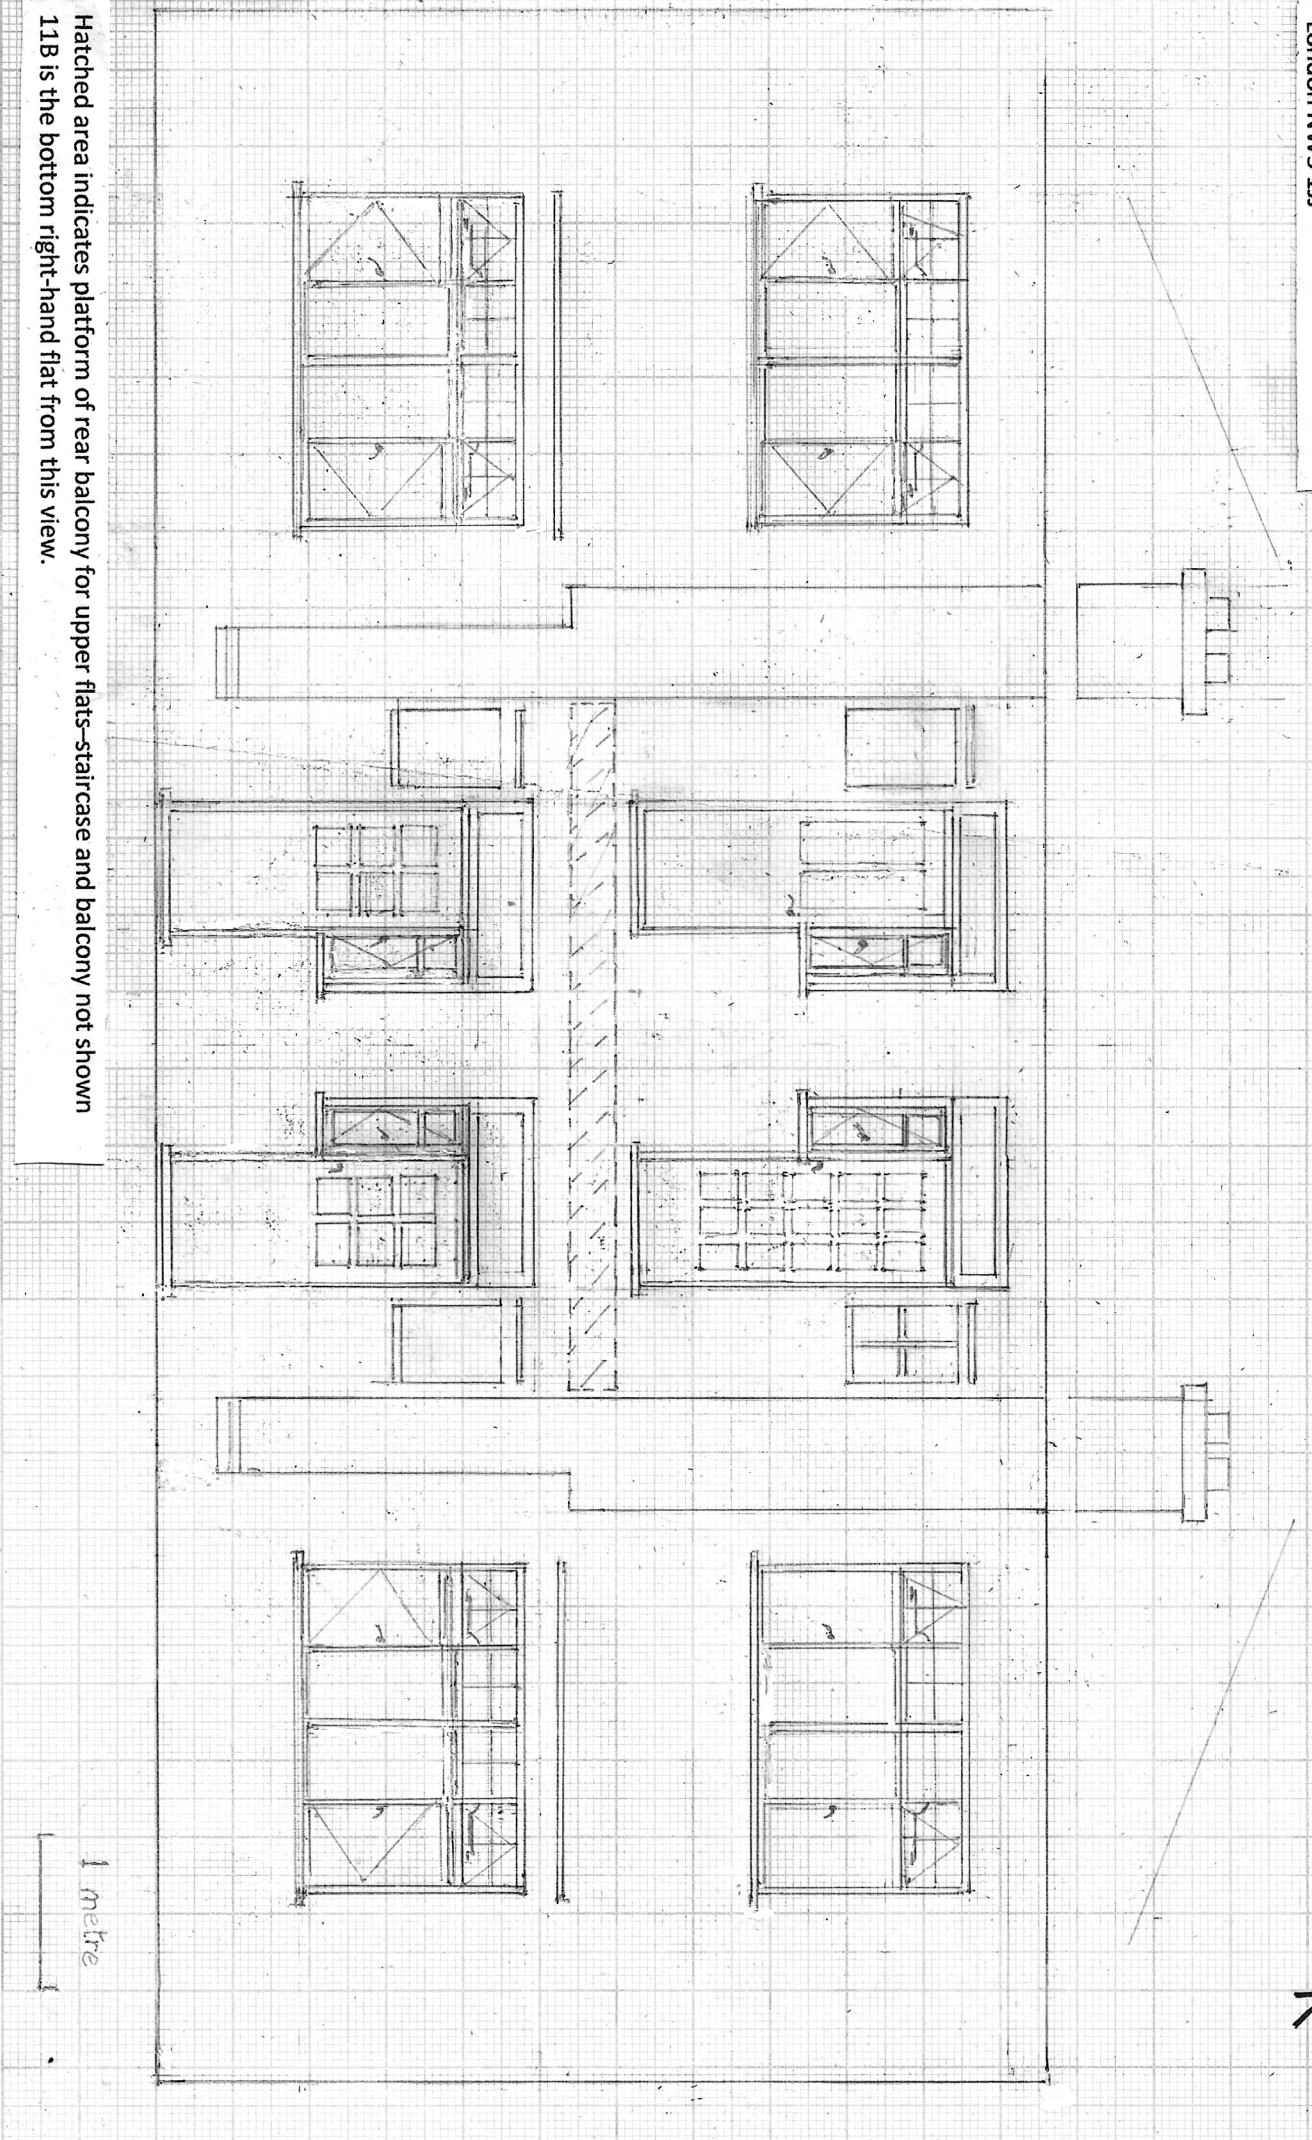 Hatched area indicates platform of rear balcony for upper flats–staircase and balcony not shown
11B is the bottom right-hand flat from this view.
1 metre